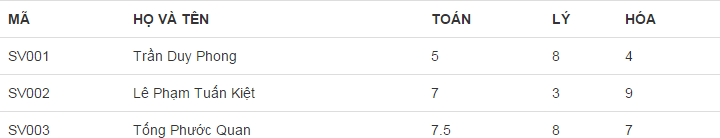 MÃ HỌ VÀ TÊN TOÁN LÝ HÓA
SV001 Trần Duy Phong 5 8 4
SV002 Lê Phạm Tuấn Kiệt 7 3 9
SV003 Tống Phước Quan 7.5 8 7